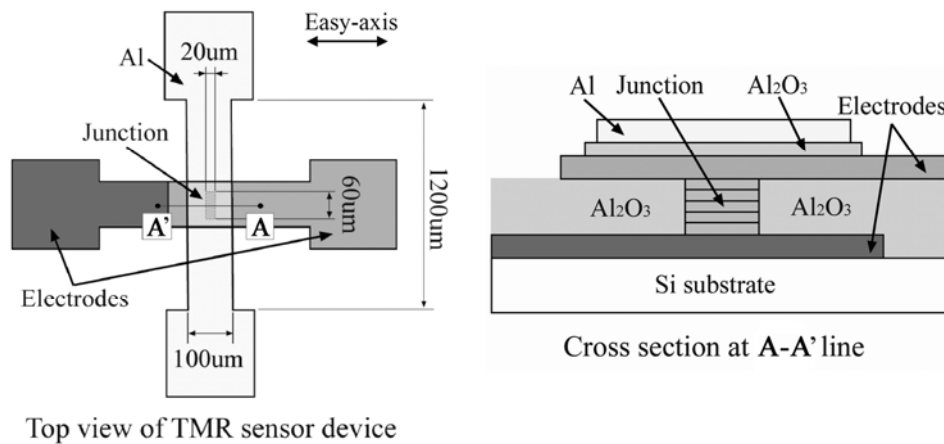 Easy-axis
20um
Al
Junction
60um
1200um
A'
A
Electrodes
100um
Top view of TMR sensor device
Al
Junction
Al2O3
Electrodes
Al2O3
Al2O3
Si substrate
Cross section at A-A' line